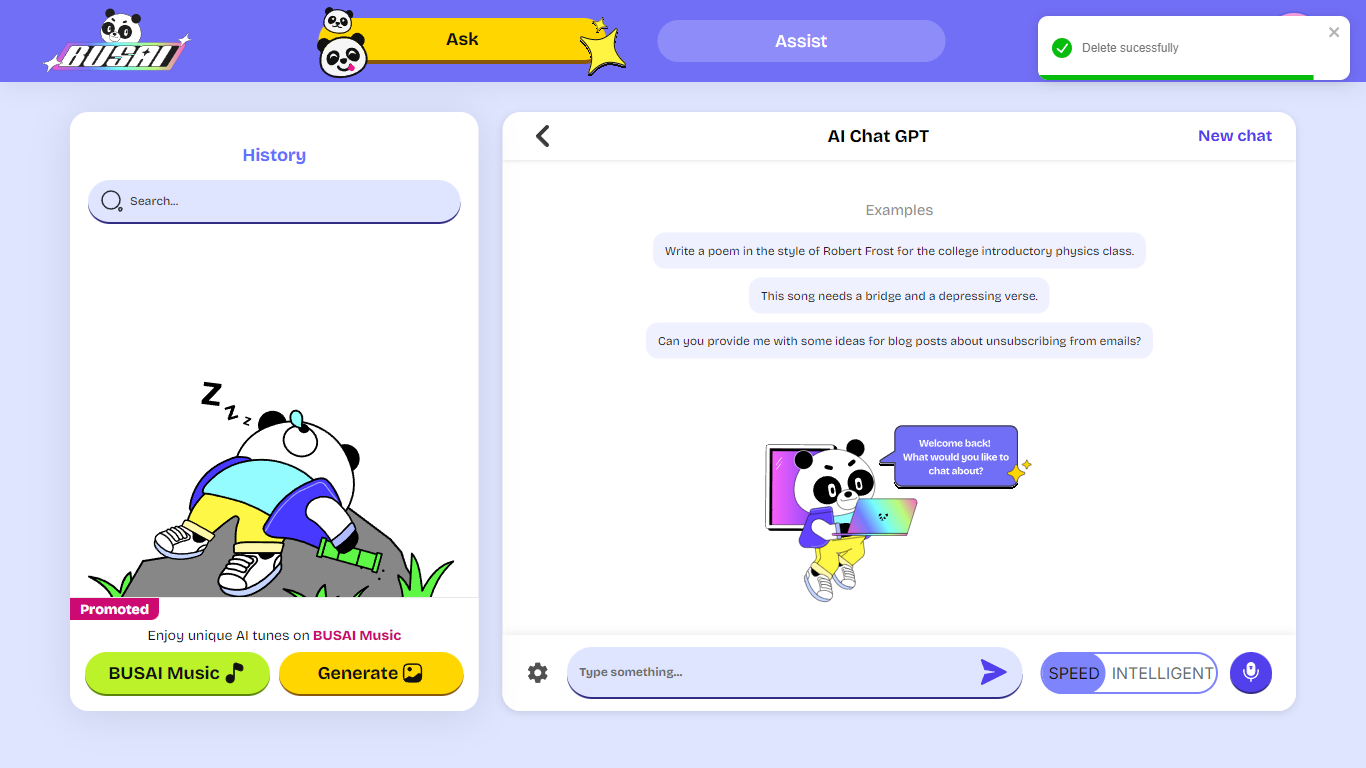 BUSAI
Ask
Assist
Delete sucessfully
History
Search...
Z
z
z
Promoted
Enjoy unique AI tunes on BUSAI Music
BUSAI Music
Generate
AI Chat GPT
New chat
Examples
Write a poem in the style of Robert Frost for the college introductory physics class.
This song needs a bridge and a depressing verse.
Can you provide me with some ideas for blog posts about unsubscribing from emails?
Welcome back!
What would you like to
chat about?
Type something...
SPEED
INTELLIGENT